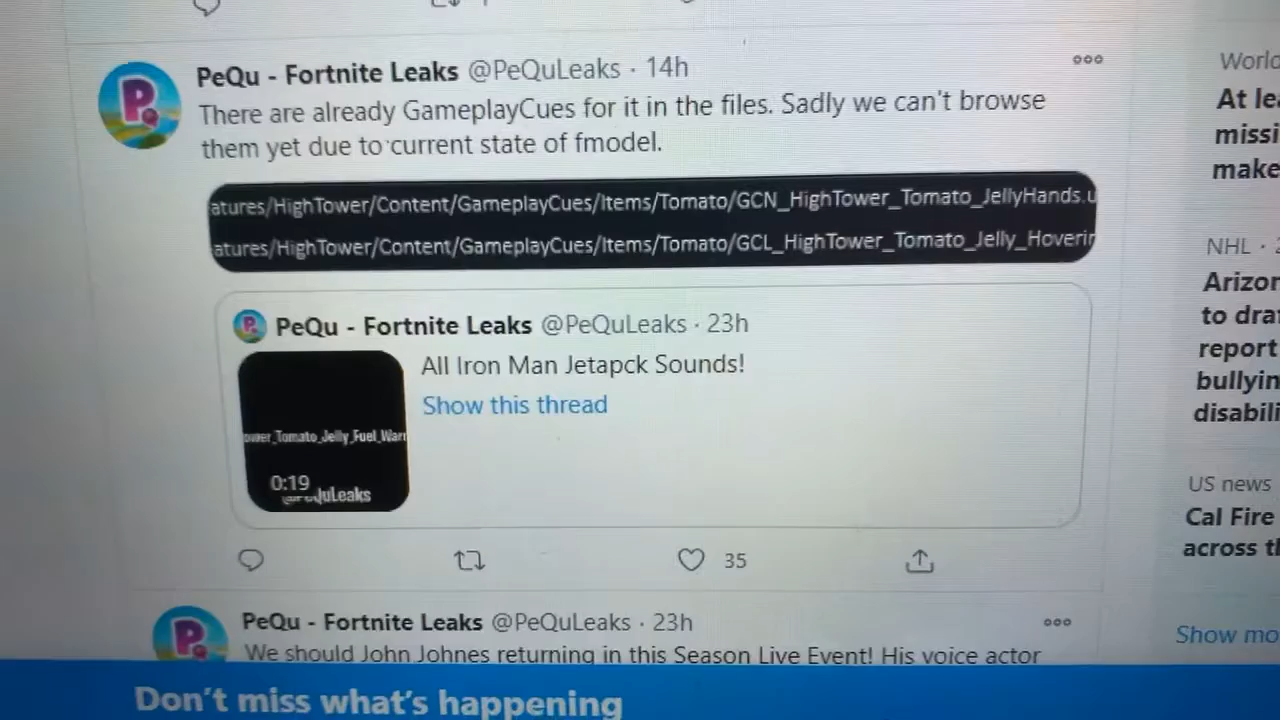 PeQu - Fortnite Leaks @PeQuLeaks · 14h
There are already GameplayCues for it in the files. Sadly we can't browse
them yet due to current state of fmodel.
atures/HighTower/Content/GameplayCues/Items/Tomato/GCN_HighTower_Tomato_JellyHands.u
atures/HighTower/Content/GameplayCues/Items/Tomato/GCL_HighTower_Tomato_Jelly_Hoverin
PeQu - Fortnite Leaks @PeQuLeaks · 23h
All Iron Man Jetapck Sounds!
Show this thread
ower_Tomato_Jelly_Fuel_Warn
0:19
35
PeQu - Fortnite Leaks @PeQuLeaks · 23h
We should John Johnes returning in this Season Live Event! His voice actor
Don't miss what's happening
World
At lea
missi
make
NHL · 2
Arizon
to draf
report
bullyin
disabili
US news
Cal Fire
across th
Show mo